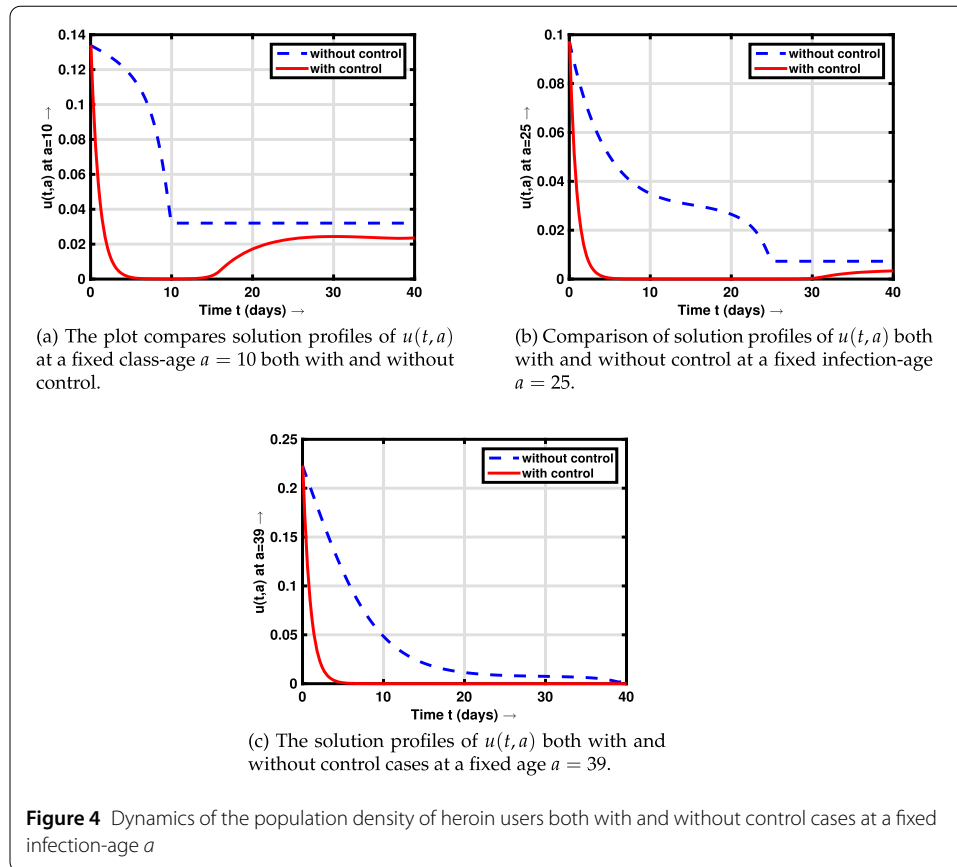 0.14
0.12
0.1
0.08
0.06
0.04
0.02
0
u(t,a) at a=10 →
without control
with control
0 10 20 30 40
Time t (days) →
(a) The plot compares solution profiles of u(t, a)
at a fixed class-age a = 10 both with and without
control.
0.1
0.08
0.06
0.04
0.02
0
u(t,a) at a=25 →
without control
with control
0 10 20 30 40
Time t (days) →
(b) Comparison of solution profiles of u(t, a) both
with and without control at a fixed infection-age
a = 25.
0.25
0.2
0.15
0.1
0.05
0
u(t,a) at a=39 →
without control
with control
0 10 20 30 40
Time t (days) →
(c) The solution profiles of u(t, a) both with and
without control cases at a fixed age a = 39.
Figure 4 Dynamics of the population density of heroin users both with and without control cases at a fixed
infection-age a